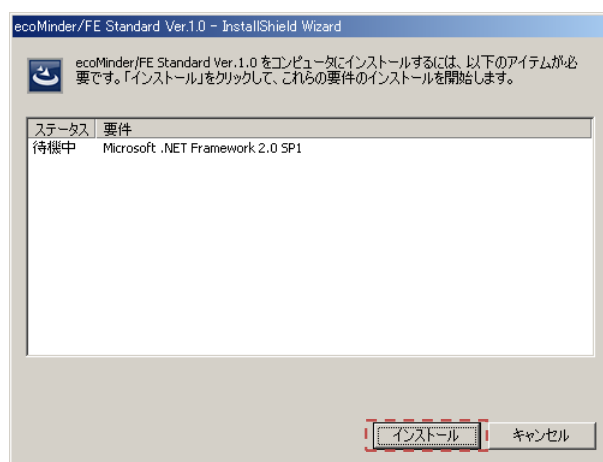 ecoMinder/FE Standard Ver.1.0 - InstallShield Wizard
ecoMinder/FE Standard Ver.1.0 をコンピュータにインストールするには、以下のアイテムが必
要です。「インストール」をクリックして、これらの要件のインストールを開始します。
ステータス 要件
待機中 Microsoft .NET Framework 2.0 SP1
インストール キャンセル